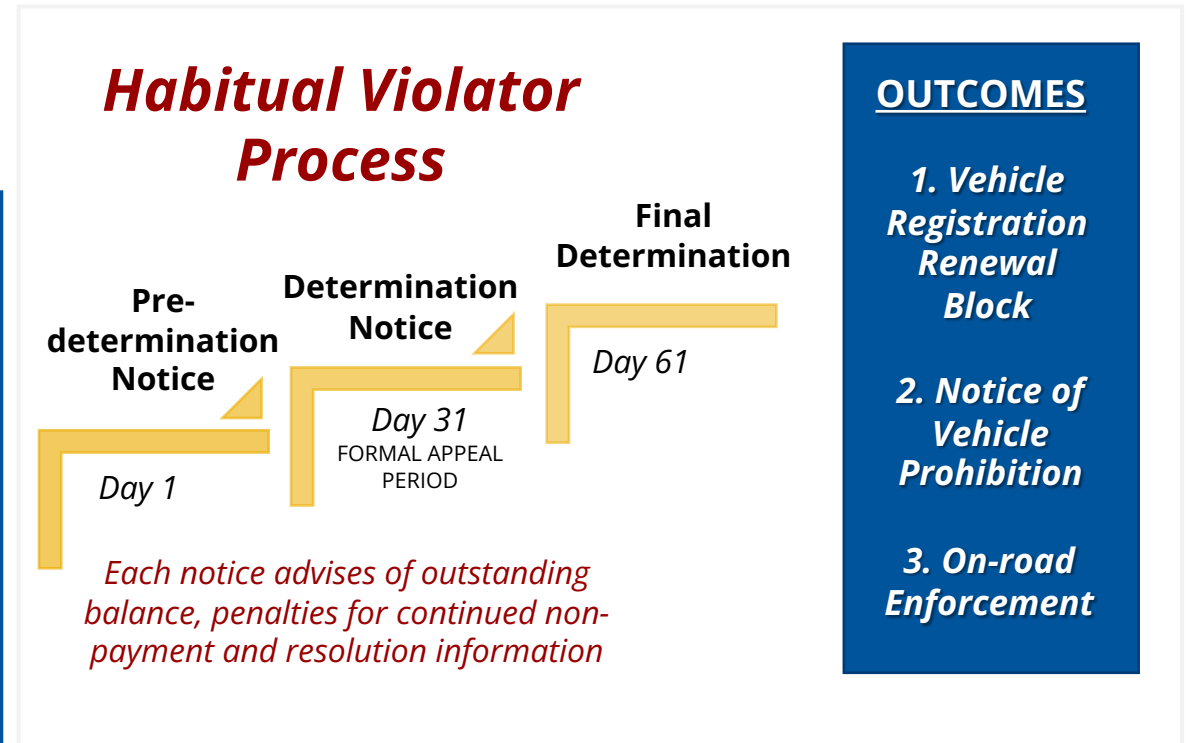 Habitual Violator
Process
Pre-
determination
Notice
Day 1
Determination
Notice
Day 31
FORMAL APPEAL
PERIOD
Final
Determination
Day 61
Each notice advises of outstanding
balance, penalties for continued non-
payment and resolution information
OUTCOMES
1. Vehicle
Registration
Renewal
Block
2. Notice of
Vehicle
Prohibition
3. On-road
Enforcement